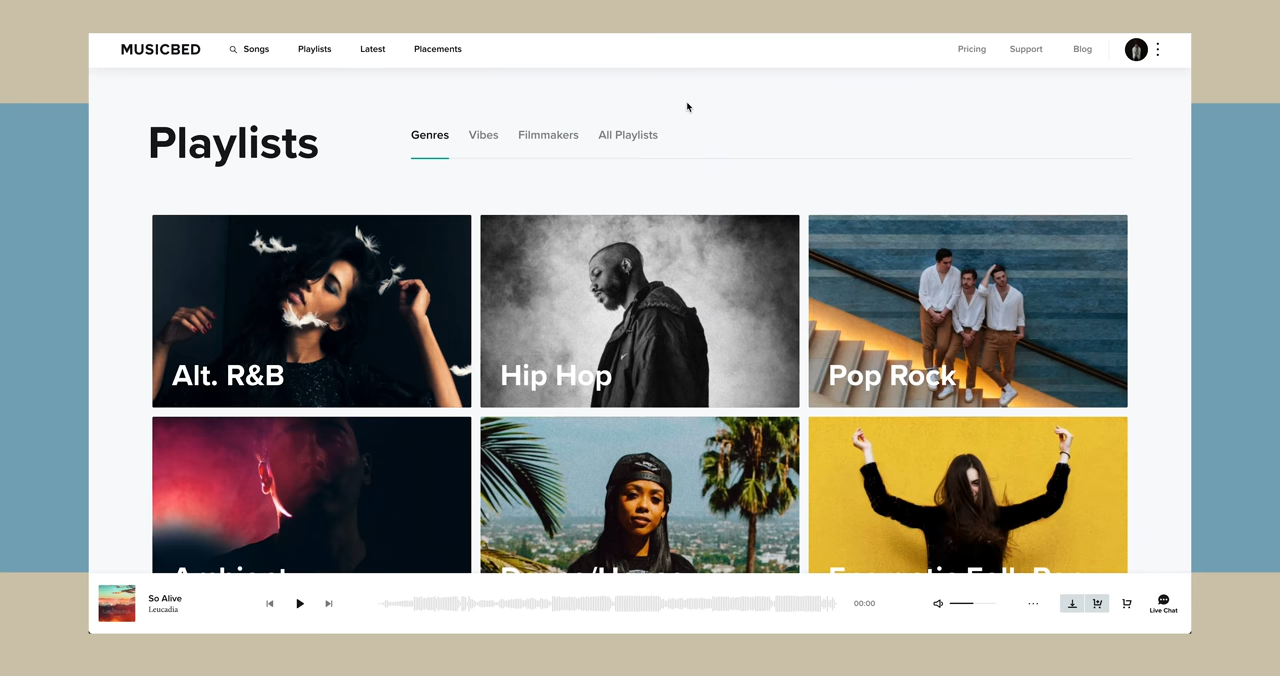 MUSICBED
Songs
Playlists
Latest
Placements
Pricing
Support
Blog
Playlists
Genres
Vibes
Filmmakers
All Playlists
Alt. R&B
Hip Hop
Pop Rock
So Alive
Leucadia
00:00
Live Chat